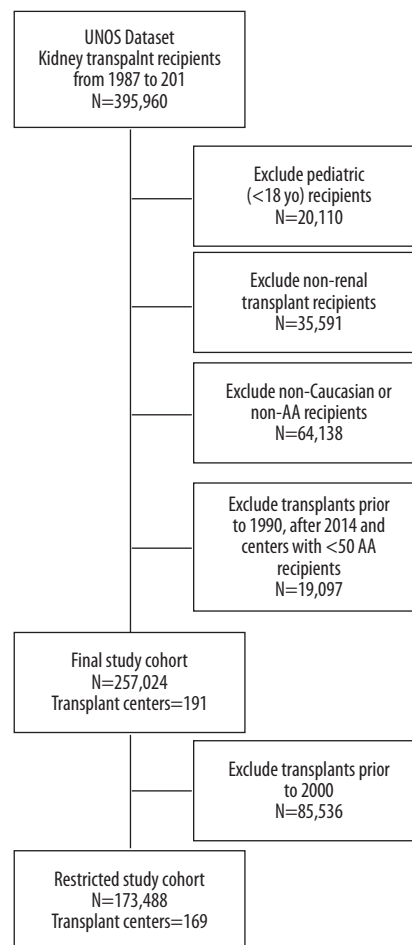 UNOS Dataset
Kidney transpalnt recipients
from 1987 to 201
N=395,960
Exclude pediatric
(<18 yo) recipients
N=20,110
Exclude non-renal
transplant recipients
N=35,591
Exclude non-Caucasian or
non-AA recipients
N=64,138
Exclude transplants prior
to 1990, after 2014 and
centers with <50 AA
recipients
N=19,097
Final study cohort
N=257,024
Transplant centers=191
Exclude transplants prior
to 2000
N=85,536
Restricted study cohort
N=173,488
Transplant centers=169